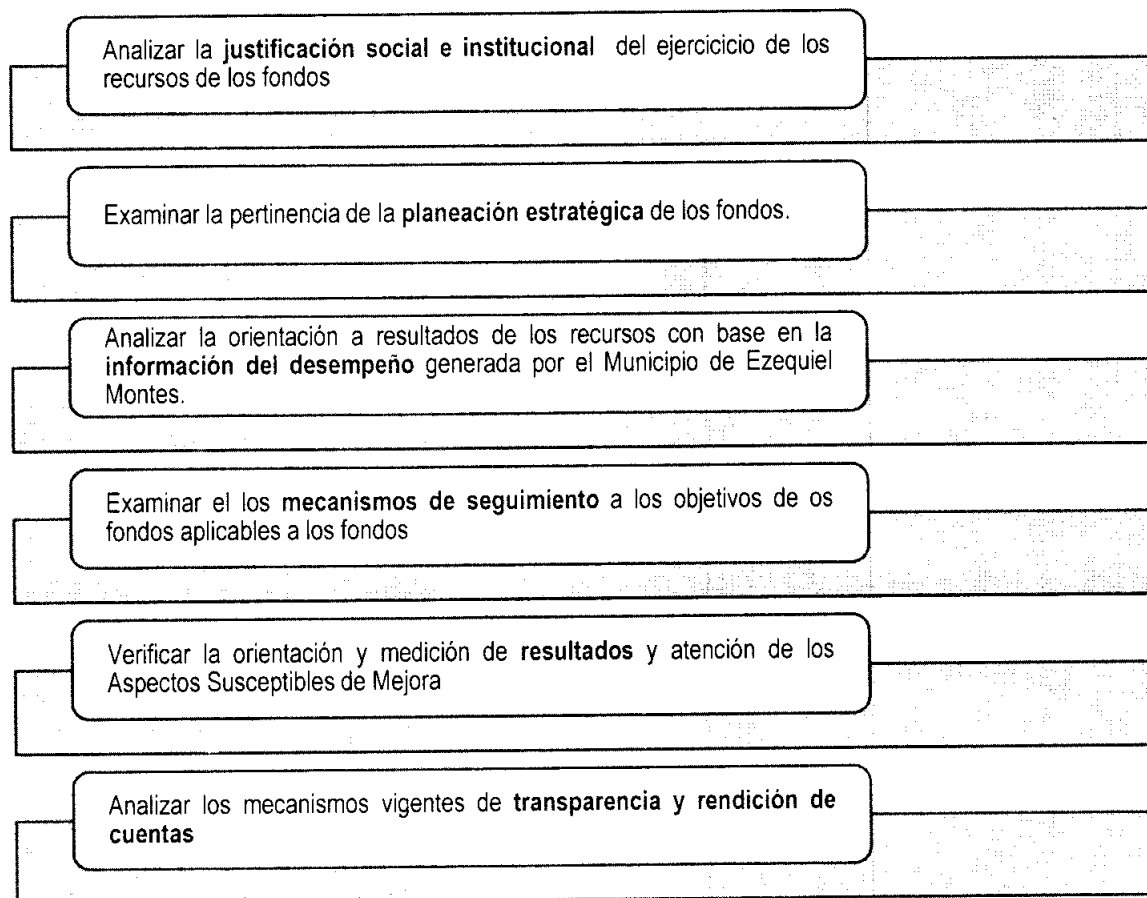 Analizar la justificación social e institucional del ejercicicio de los
recursos de los fondos
Examinar la pertinencia de la planeación estratégica de los fondos.
Analizar la orientación a resultados de los recursos con base en la
información del desempeño generada por el Municipio de Ezequiel
Montes.
Examinar el los mecanismos de seguimiento a los objetivos de os
fondos aplicables a los fondos
Verificar la orientación y medición de resultados y atención de los
Aspectos Susceptibles de Mejora
Analizar los mecanismos vigentes de transparencia y rendición de
cuentas